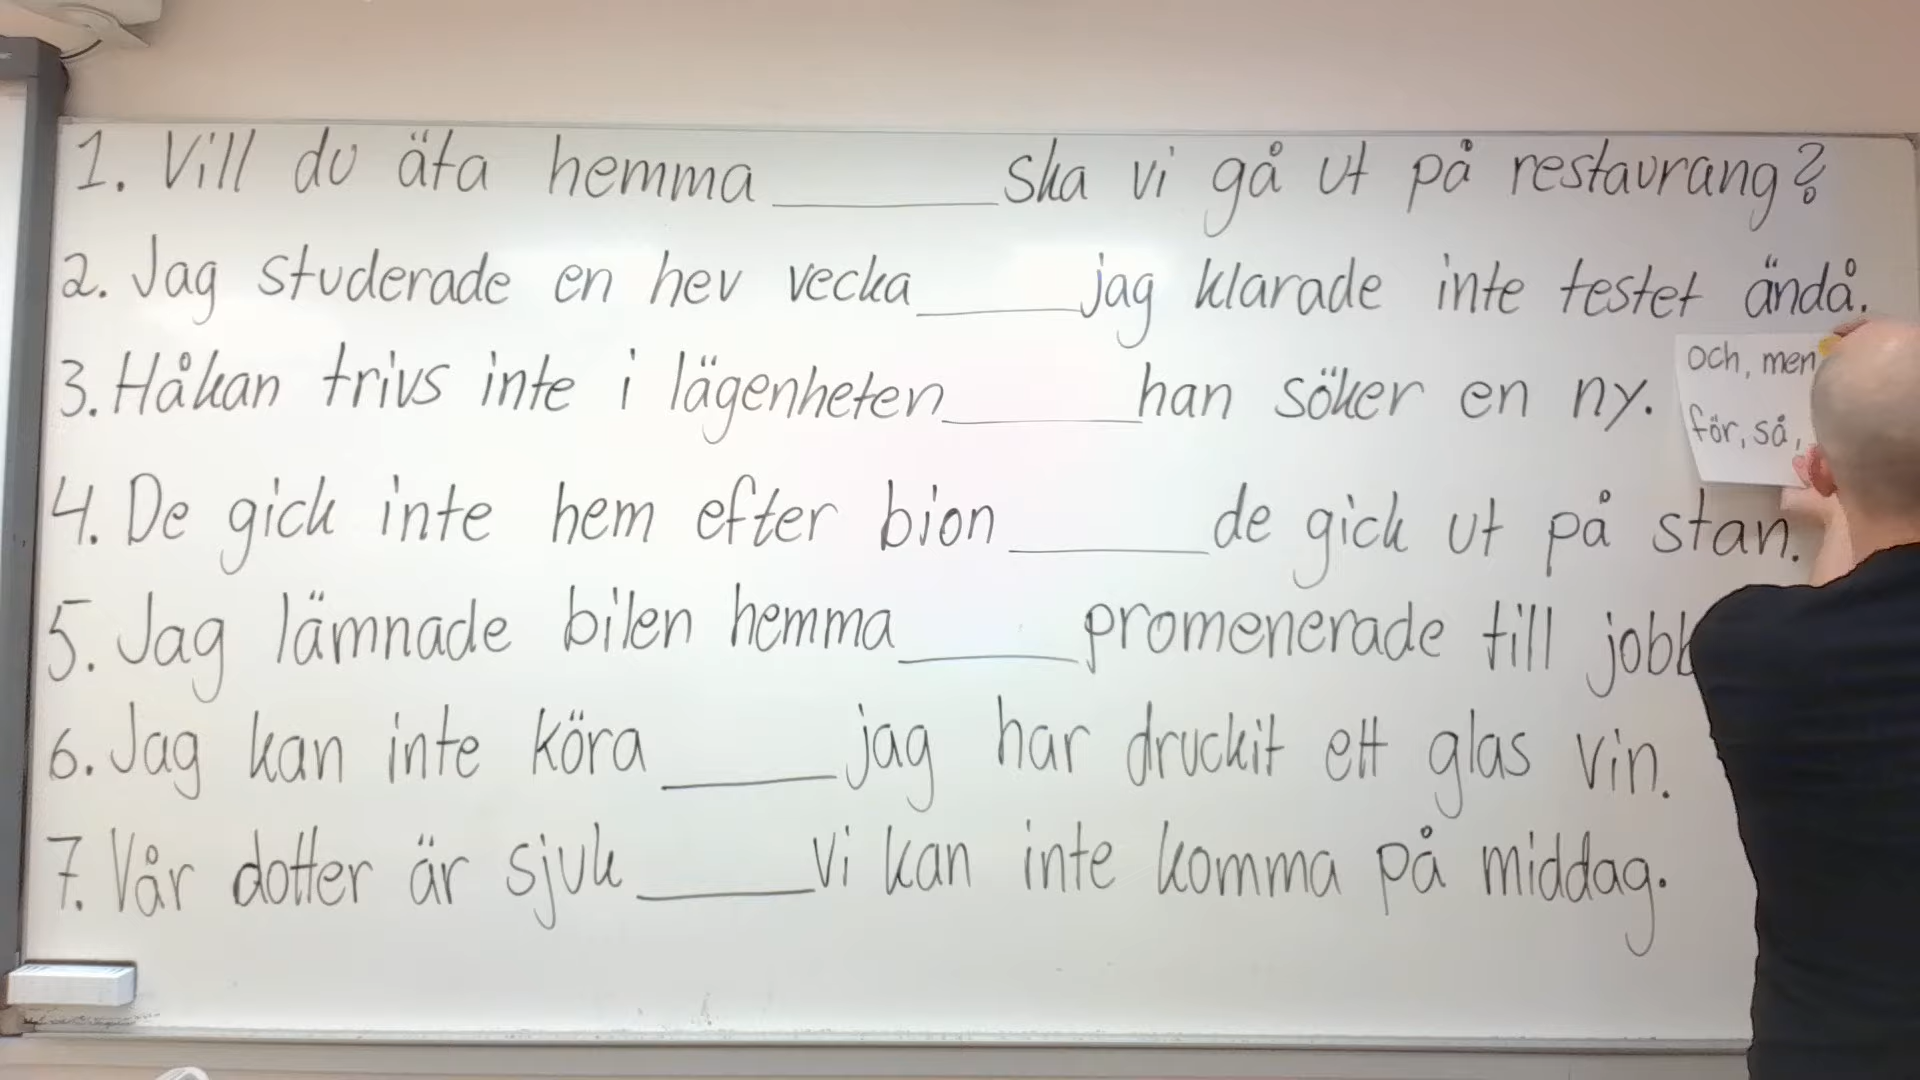 1. Vill du äta hemma ______ ska vi gå ut på restaurang?
2. Jag studerade en hev vecka ______ jag klarade inte testet ändå.
3. Håkan trivs inte i lägenheten ______ han söker en ny.
och, men
för, så,
4. De gick inte hem efter bion ______ de gick ut på stan.
5. Jag lämnade bilen hemma ______ promenerade till jobb
6. Jag kan inte köra ______ jag har druckit ett glas vin.
7. Vår dotter är sjuk ______ vi kan inte komma på middag.